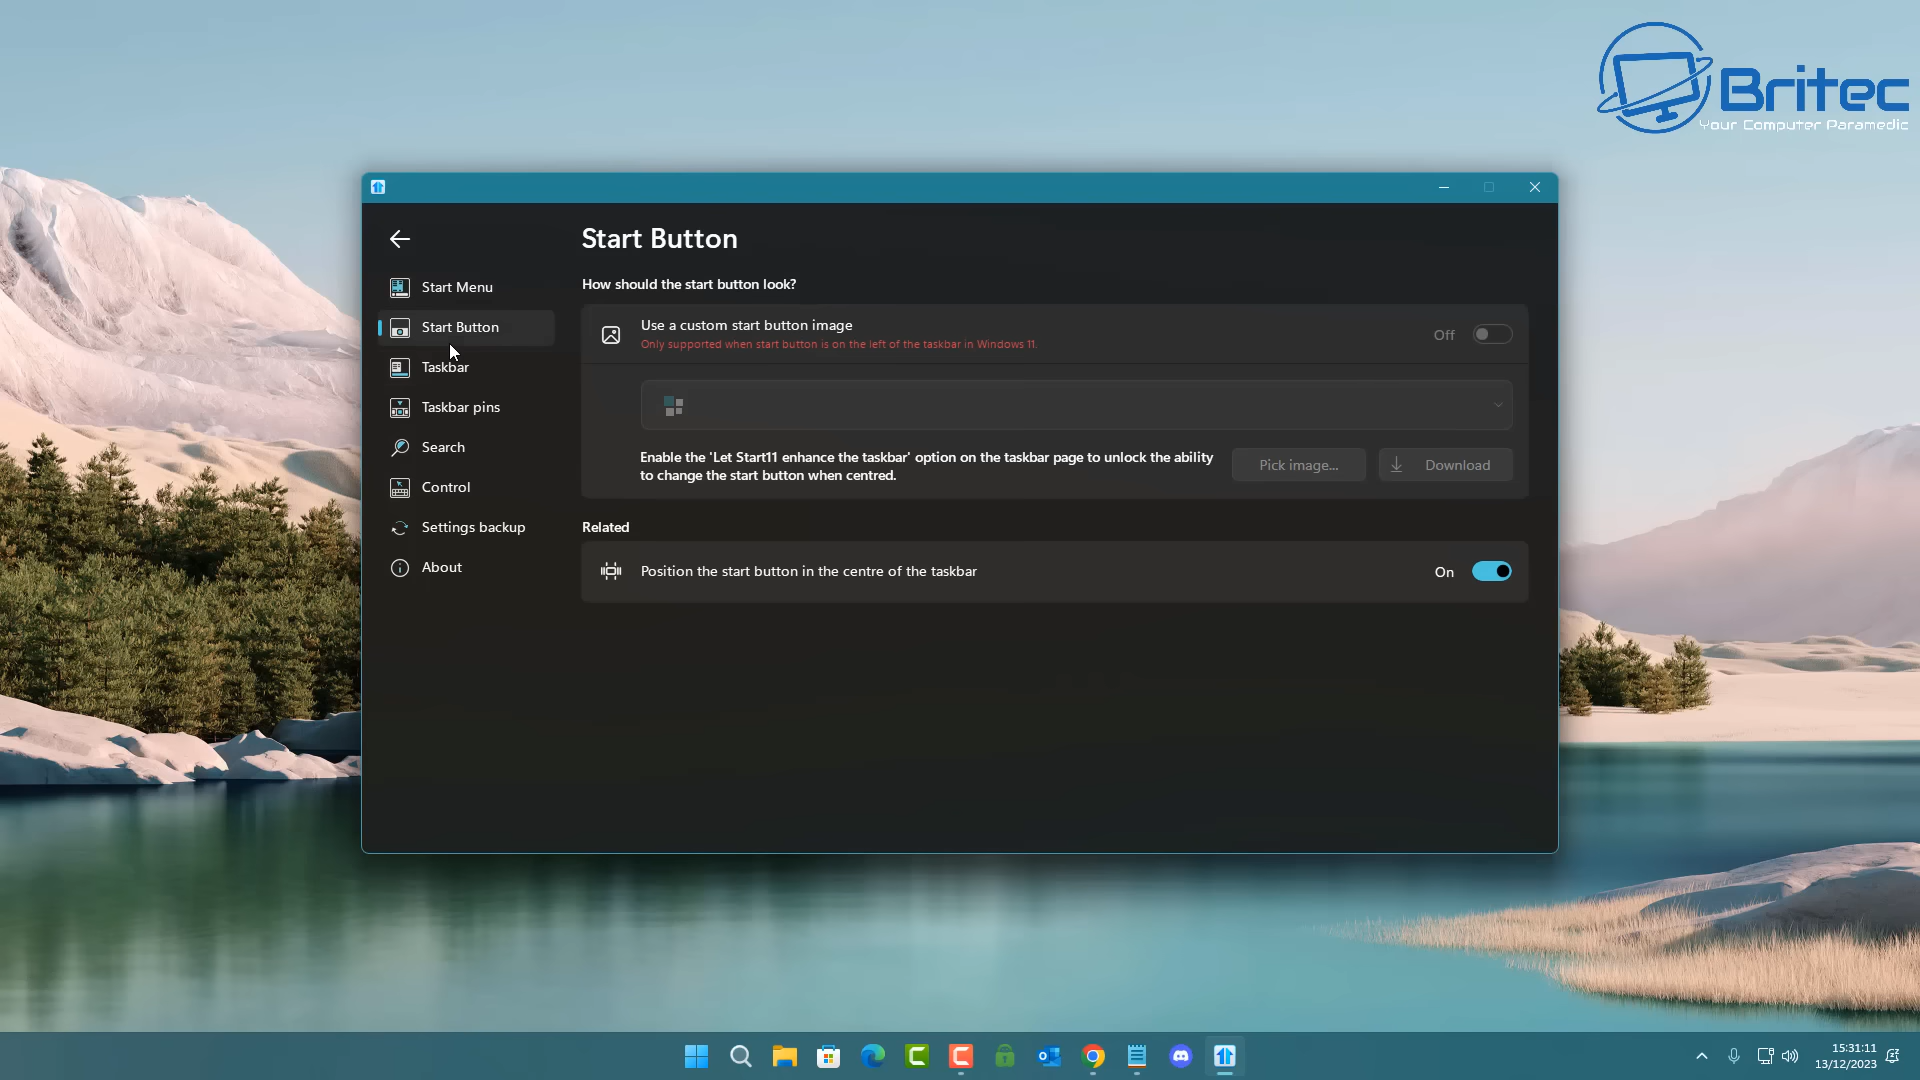 Britec
Your Computer Paramedic
Start Button
Start Menu
Start Button
Taskbar
Taskbar pins
Search
Control
Settings backup
About
How should the start button look?
Use a custom start button image
Only supported when start button is on the left of the taskbar in Windows 11.
Off
Enable the 'Let Start11 enhance the taskbar' option on the taskbar page to unlock the ability
to change the start button when centred.
Pick image...
Download
Related
Position the start button in the centre of the taskbar
On
15:31:11
13/12/2023